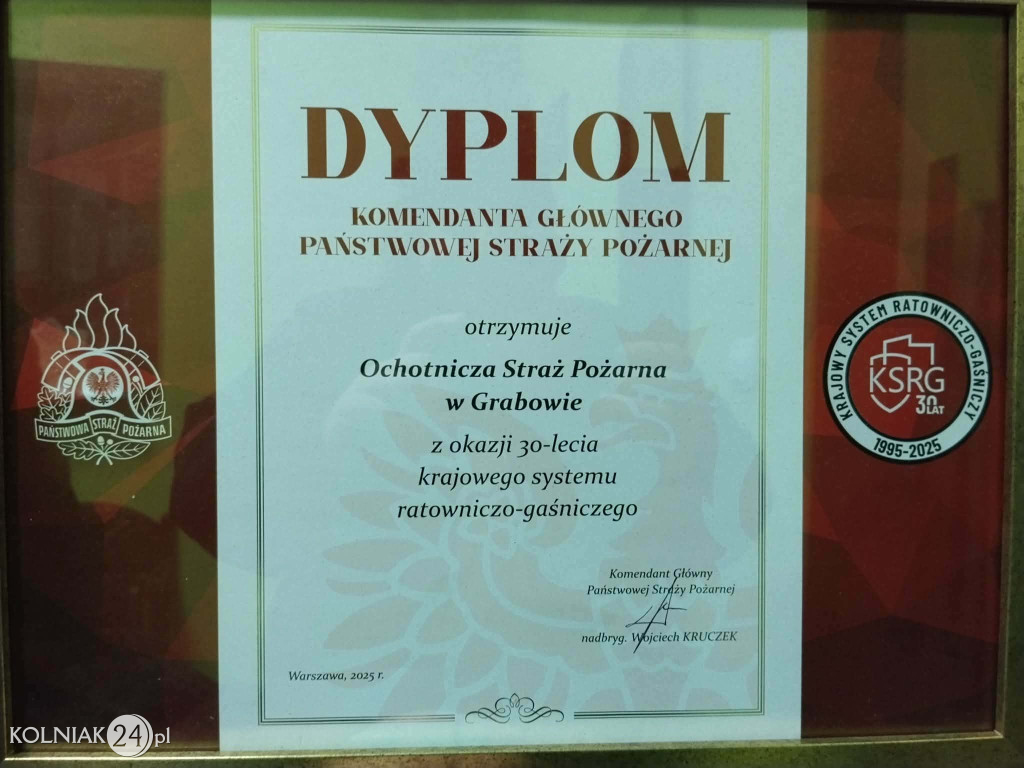 DYPLOM
KOMENDANTA GŁÓWNEGO
PAŃSTWOWEJ STRAŻY POŻARNEJ
otrzymuje
Ochotnicza Straż Pożarna
w Grabowie
z okazji 30-lecia
krajowego systemu
ratowniczo-gaśniczego
Komendant Główny
Państwowej Straży Pożarnej
nadbryg. Wojciech KRUCZEK
Warszawa, 2025 r.
PAŃSTWOWA STRAŻ POŻARNA
KRAJOWY SYSTEM RATOWNICZO-GAŚNICZY
KSRG
30 LAT
1995-2025
KOLNIAK24.pl